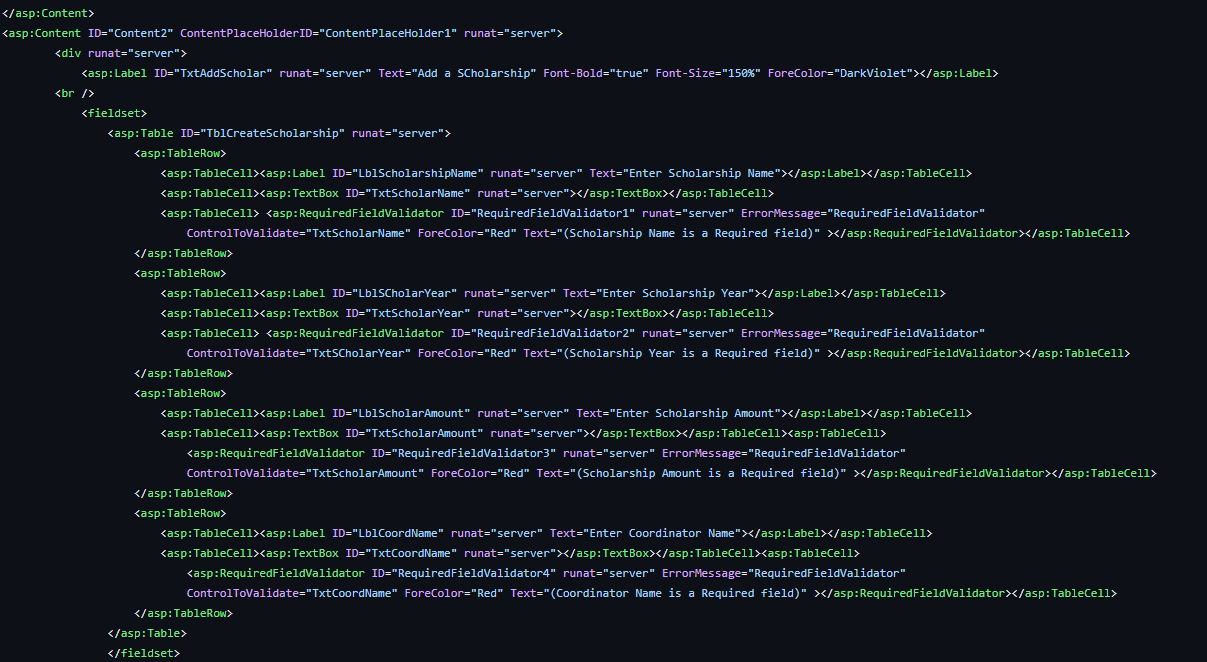 </asp:Content>
<asp:Content ID="Content2" ContentPlaceHolderID="ContentPlaceHolder1" runat="server">
<div runat="server">
<asp:Label ID="TxtAddScholar" runat="server" Text="Add a SCholarship" Font-Bold="true" Font-Size="150%" ForeColor="DarkViolet"></asp:Label>
<br />
<fieldset>
<asp:Table ID="TblCreateScholarship" runat="server">
<asp:TableRow>
<asp:TableCell><asp:Label ID="LblScholarshipName" runat="server" Text="Enter Scholarship Name"></asp:Label></asp:TableCell>
<asp:TableCell><asp:TextBox ID="TxtScholarName" runat="server"></asp:TextBox></asp:TableCell>
<asp:TableCell> <asp:RequiredFieldValidator ID="RequiredFieldValidator1" runat="server" ErrorMessage="RequiredFieldValidator"
ControlToValidate="TxtScholarName" ForeColor="Red" Text="(Scholarship Name is a Required field)" ></asp:RequiredFieldValidator></asp:TableCell>
</asp:TableRow>
<asp:TableRow>
<asp:TableCell><asp:Label ID="LblSCholarYear" runat="server" Text="Enter Scholarship Year"></asp:Label></asp:TableCell>
<asp:TableCell><asp:TextBox ID="TxtScholarYear" runat="server"></asp:TextBox></asp:TableCell>
<asp:TableCell> <asp:RequiredFieldValidator ID="RequiredFieldValidator2" runat="server" ErrorMessage="RequiredFieldValidator"
ControlToValidate="TxtSCholarYear" ForeColor="Red" Text="(Scholarship Year is a Required field)" ></asp:RequiredFieldValidator></asp:TableCell>
</asp:TableRow>
<asp:TableRow>
<asp:TableCell><asp:Label ID="LblScholarAmount" runat="server" Text="Enter Scholarship Amount"></asp:Label></asp:TableCell>
<asp:TableCell><asp:TextBox ID="TxtScholarAmount" runat="server"></asp:TextBox></asp:TableCell><asp:TableCell>
<asp:RequiredFieldValidator ID="RequiredFieldValidator3" runat="server" ErrorMessage="RequiredFieldValidator"
ControlToValidate="TxtScholarAmount" ForeColor="Red" Text="(Scholarship Amount is a Required field)" ></asp:RequiredFieldValidator></asp:TableCell>
</asp:TableRow>
<asp:TableRow>
<asp:TableCell><asp:Label ID="LblCoordName" runat="server" Text="Enter Coordinator Name"></asp:Label></asp:TableCell>
<asp:TableCell><asp:TextBox ID="TxtCoordName" runat="server"></asp:TextBox></asp:TableCell><asp:TableCell>
<asp:RequiredFieldValidator ID="RequiredFieldValidator4" runat="server" ErrorMessage="RequiredFieldValidator"
ControlToValidate="TxtCoordName" ForeColor="Red" Text="(Coordinator Name is a Required field)" ></asp:RequiredFieldValidator></asp:TableCell>
</asp:TableRow>
</asp:Table>
</fieldset>